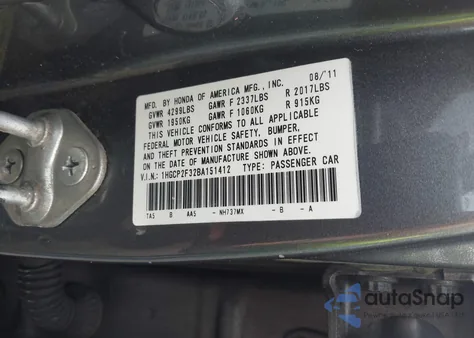 MFD. BY HONDA OF AMERICA MFG., INC. 08/'11
GVWR 4299LBS GAWR F 2337LBS R 2017LBS
GVWR 1950KG GAWR F 1060KG R 915KG
THIS VEHICLE CONFORMS TO ALL APPLICABLE
FEDERAL MOTOR VEHICLE SAFETY, BUMPER,
AND THEFT PREVENTION STANDARDS IN EFFECT
ON THE DATE OF MANUFACTURE SHOWN ABOVE.
V.I.N.: 1HGCP2F32BA151412 TYPE: PASSENGER CAR
TA5 B AA5 - NH737MX - B - A
autoSnap